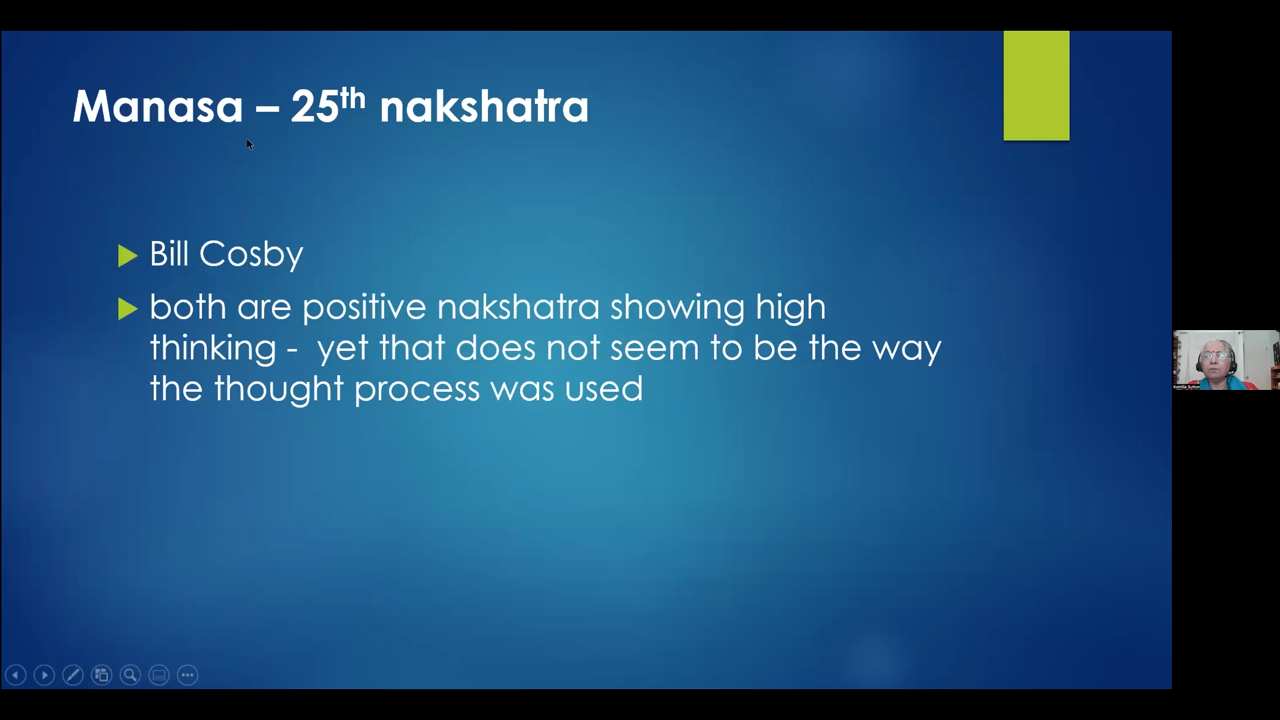 Manasa – 25th nakshatra
Bill Cosby
both are positive nakshatra showing high
thinking - yet that does not seem to be the way
the thought process was used